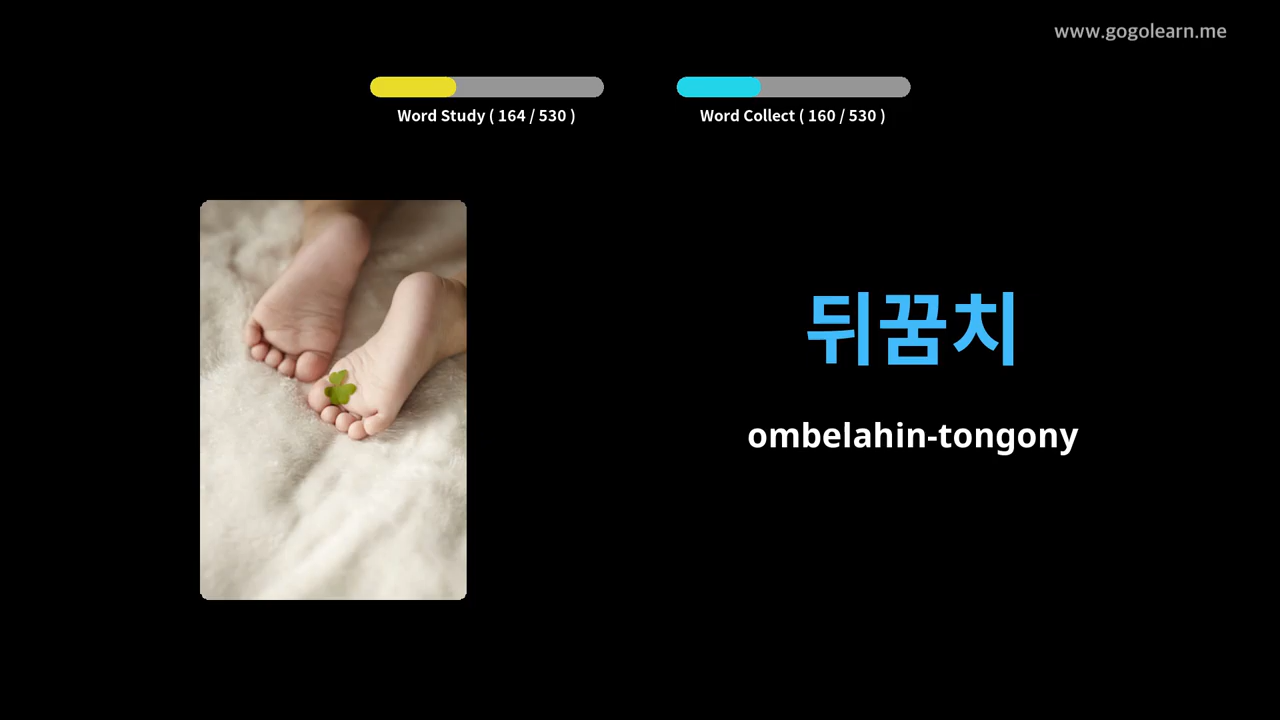 www.gogolearn.me
Word Study ( 164 / 530 )
Word Collect ( 160 / 530 )
뒤꿈치
ombelahin-tongony